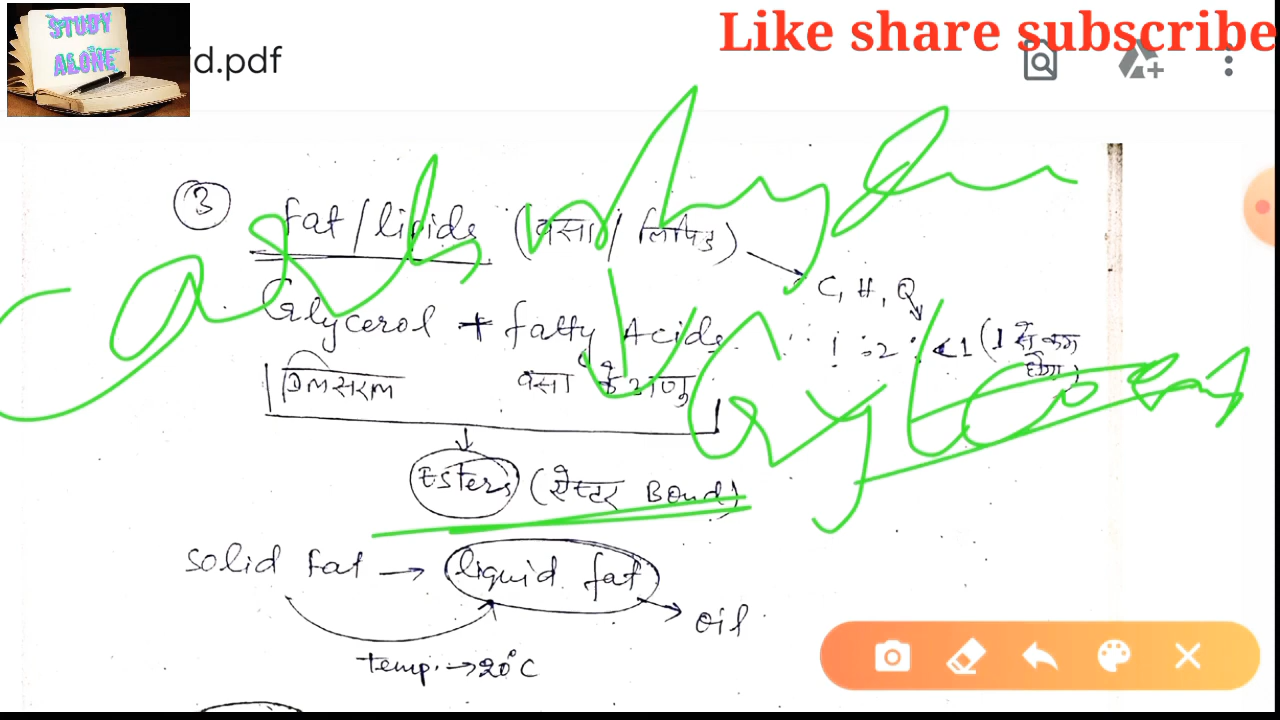 Like share subscribe
STUDY
ALONE
d.pdf
③ Fat/lipids (वसा/लिपिड)
C, H, O
Glycerol + fatty Acids
1 : 2 : <1 (1 से कम
होगा)
वसा के अणु
Esters (ऐस्टर Bond)
solid fat → liquid fat → oil
temp. → 20°C